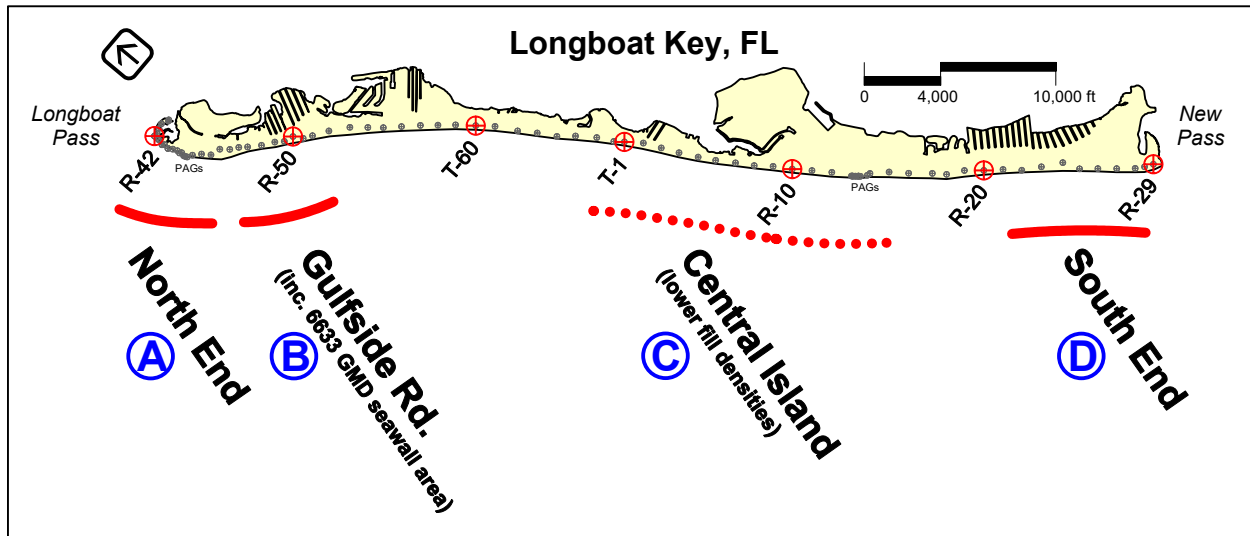 Longboat Key, FL
0
4,000
10,000 ft
Longboat
Pass
New
Pass
R-42
PAGs
R-50
T-60
T-1
R-10
PAGs
R-20
R-29
A
North End
B
Gulfside Rd.
(inc. 6633 GMD seawall area)
C
Central Island
(lower fill densities)
D
South End